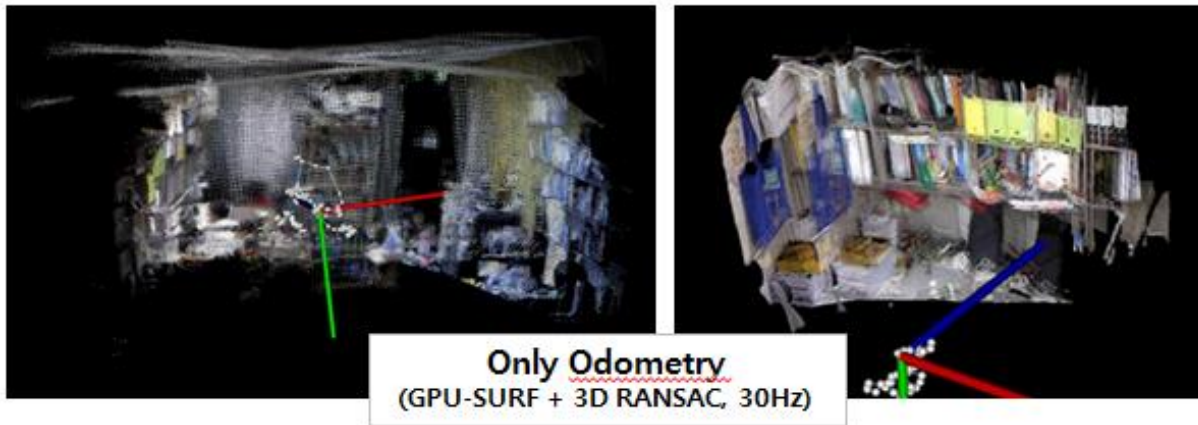 Only Odometry
(GPU-SURF + 3D RANSAC, 30Hz)